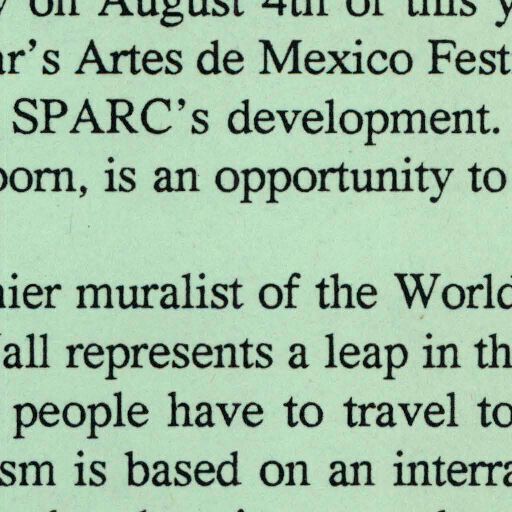 on August 4th of this y
ar's Artes de Mexico Fest
SPARC's development.
born, is an opportunity to
nier muralist of the World
all represents a leap in th
people have to travel to
sm is based on an interra